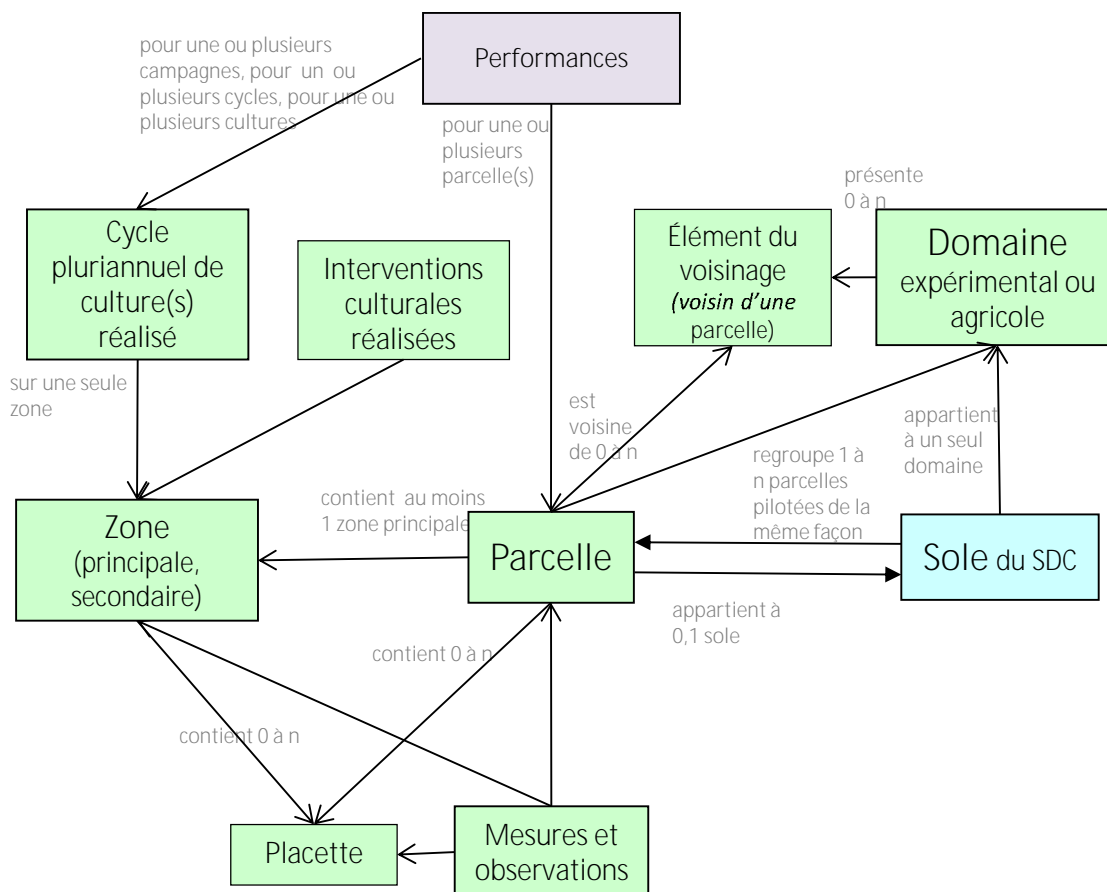 pour une ou plusieurs
campagnes, pour un ou
plusieurs cycles, pour une ou
plusieurs cultures
Performances
pour une ou
plusieurs
parcelle(s)
présente
0 à n
Cycle
pluriannuel de
culture(s)
réalisé
Interventions
culturales
réalisées
Élément du
voisinage
(voisin d'une
parcelle)
Domaine
expérimental ou
agricole
sur une seule
zone
est
voisine
de 0 à n
appartient
à un seul
domaine
regroupe 1 à
n parcelles
pilotées de la
même façon
contient au moins
1 zone principale
Zone
(principale,
secondaire)
Parcelle
Sole du SDC
appartient à
0,1 sole
contient 0 à n
contient 0 à n
Placette
Mesures et
observations